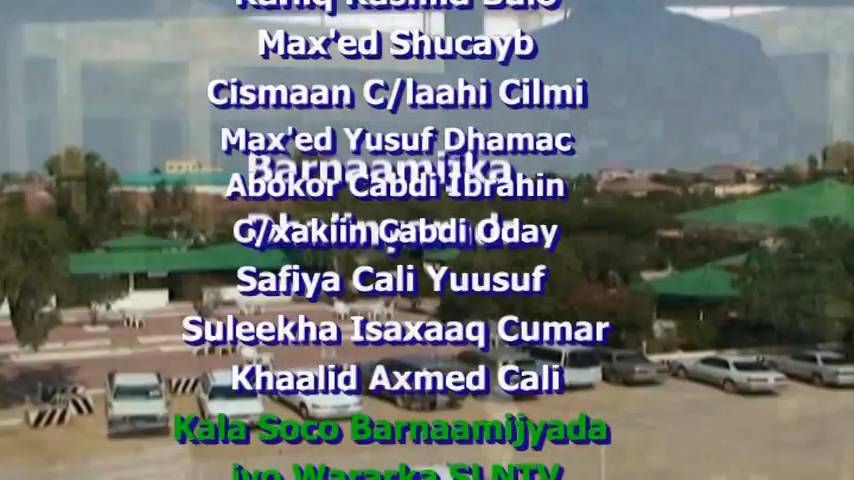 Max'ed Shucayb
Cismaan C/laahi Cilmi
Max'ed Yusuf Dhamac
Barnaamijka
Abokor Cabdi Ibrahin
C/xakiim Cabdi Oday
Safiya Cali Yuusuf
Suleekha Isaxaaq Cumar
Khaalid Axmed Cali
Kala Soco Barnaamijyada
iyo Wararka SLNTV